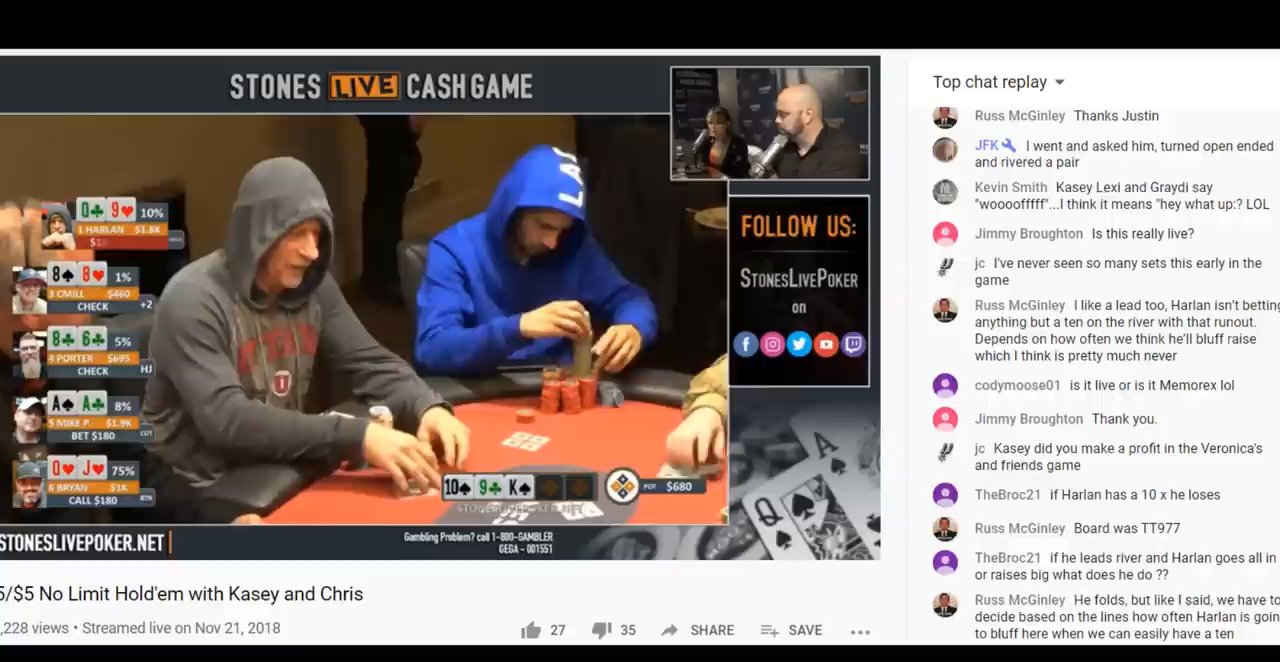 STONES LIVE CASH GAME
Q♣ 9♥ 10%
1 HARLAN $1.8K
8♠ 8♥ 1%
3 CMILL $460
CHECK +2
8♣ 6♣ 5%
4 PORTER $695
CHECK HJ
A♠ A♣ 8%
5 MIKE P. $1.9K
BET $180
Q♥ J♥ 75%
6 BRYAN $1K
CALL $180 BTN
10♠ 9♣ K♠
POT $680
FOLLOW US:
STONESLIVEPOKER
on
A
Q
STONESLIVEPOKER.NET
Gambling Problem? call 1-800-GAMBLER
GEGA - 001551
5/$5 No Limit Hold'em with Kasey and Chris
,228 views • Streamed live on Nov 21, 2018
27 35 SHARE SAVE
Top chat replay
Russ McGinley Thanks Justin
JFK I went and asked him, turned open ended
and rivered a pair
Kevin Smith Kasey Lexi and Graydi say
"wooooffff"...I think it means "hey what up:? LOL
Jimmy Broughton Is this really live?
jc I've never seen so many sets this early in the
game
Russ McGinley I like a lead too, Harlan isn't betting
anything but a ten on the river with that runout.
Depends on how often we think he'll bluff raise
which I think is pretty much never
codymoose01 is it live or is it Memorex lol
Jimmy Broughton Thank you.
jc Kasey did you make a profit in the Veronica's
and friends game
TheBroc21 if Harlan has a 10 x he loses
Russ McGinley Board was TT977
TheBroc21 if he leads river and Harlan goes all in
or raises big what does he do ??
Russ McGinley He folds, but like I said, we have to
decide based on the lines how often Harlan is goin
to bluff here when we can easily have a ten